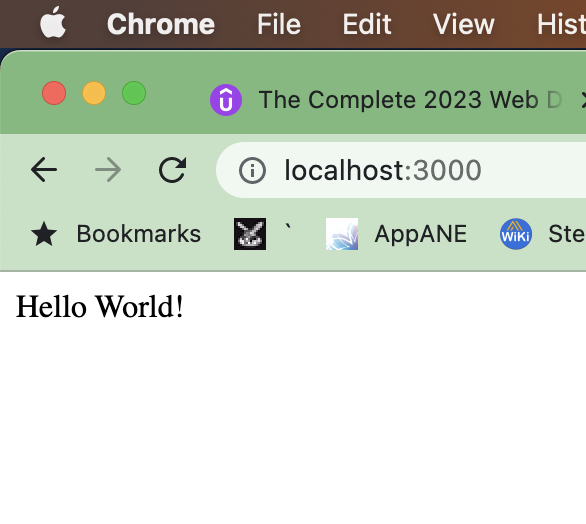 Chrome File Edit View Hist
The Complete 2023 Web D
localhost:3000
Bookmarks ` AppANE WiKi Ste
Hello World!